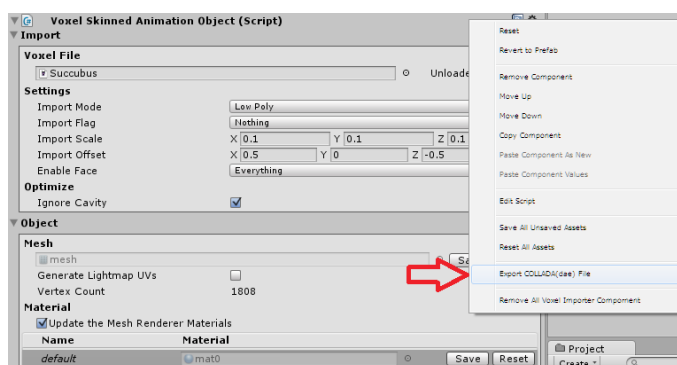 Voxel Skinned Animation Object (Script)
Import
Voxel File
Succubus
Unloade
Settings
Import Mode Low Poly
Import Flag Nothing
Import Scale X 0.1 Y 0.1 Z 0.1
Import Offset X 0.5 Y 0 Z -0.5
Enable Face Everything
Optimize
Ignore Cavity
Object
Mesh
mesh Sa
Generate Lightmap UVs
Vertex Count 1808
Material
Update the Mesh Renderer Materials
Name Material
default mat0 Save Reset
Reset
Revert to Prefab
Remove Component
Move Up
Move Down
Copy Component
Paste Component As New
Paste Component Values
Edit Script
Save All Unsaved Assets
Reset All Assets
Export COLLADA(dae) File
Remove All Voxel Importer Component
Project
Create